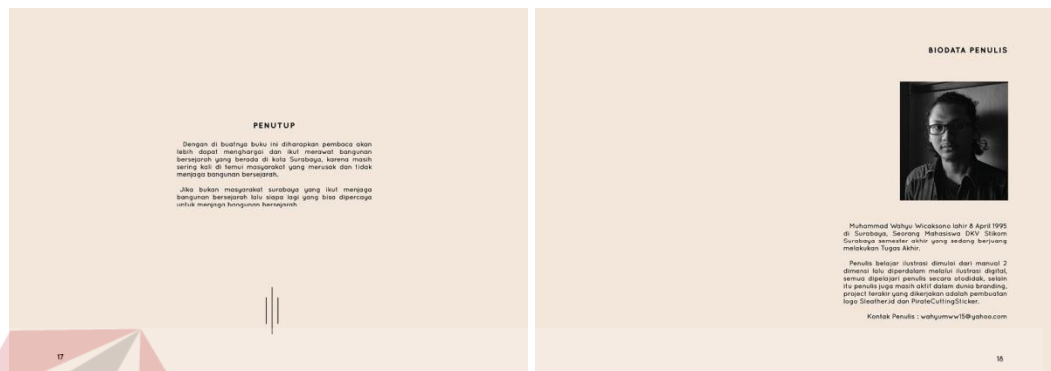 PENUTUP
Dengan di buatnya buku ini diharapkan pembaca akan
lebih dapat menghargai dan ikut merawat bangunan
bersejarah yang berada di kota Surabaya, karena masih
sering kali di temui masyarakat yang merusak dan tidak
menjaga bangunan bersejarah.
Jika bukan masyarakat surabaya yang ikut menjaga
bangunan bersejarah lalu siapa lagi yang bisa dipercaya
untuk menjaga bangunan bersejarah
17
BIODATA PENULIS
Muhammad Wahyu Wicaksono lahir 8 April 1995
di Surabaya, Seorang Mahasiswa DKV Stikom
Surabaya semester akhir yang sedang berjuang
melakukan Tugas Akhir.
Penulis belajar ilustrasi dimulai dari manual 2
dimensi lalu diperdalam melalui ilustrasi digital,
semua dipelajari penulis secara otodidak, selain
itu penulis juga masih aktif dalam dunia branding,
project terakir yang dikerjakan adalah pembuatan
logo Sleather.id dan PirateCuttingSticker.
Kontak Penulis : wahyumww15@yahoo.com
18